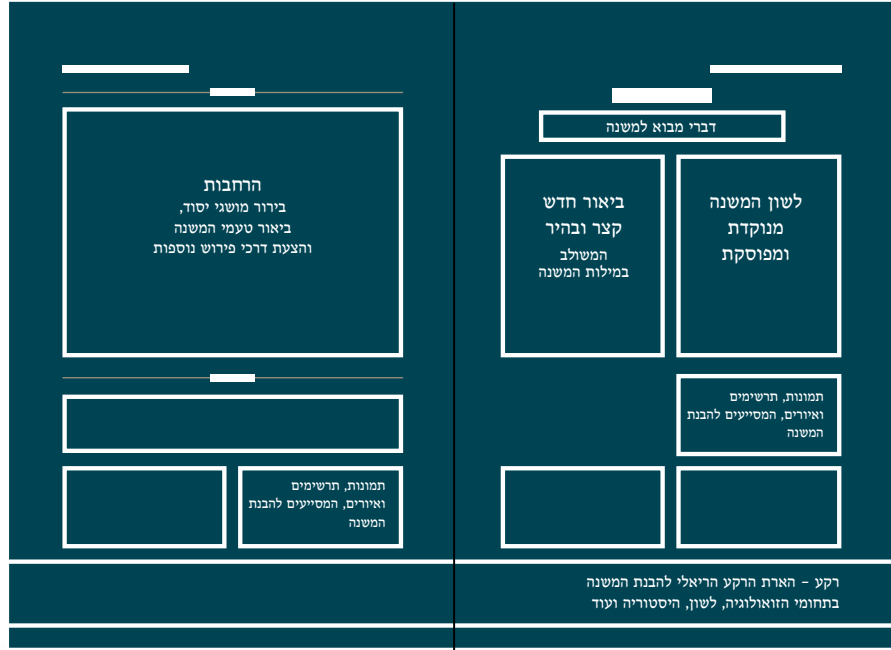 דברי מבוא למשנה
לשון המשנה
מנוקדת
ומפוסקת
ביאור חדש
קצר ובהיר
המשולב
במילות המשנה
תמונות, תרשימים
ואיורים, המסייעים להבנת
המשנה
הרחבות
בירור מושגי יסוד,
ביאור טעמי המשנה
והצעת דרכי פירוש נוספות
תמונות, תרשימים
ואיורים, המסייעים להבנת
המשנה
רקע – הארת הרקע הריאלי להבנת המשנה
בתחומי הזואולוגיה, לשון, היסטוריה ועוד